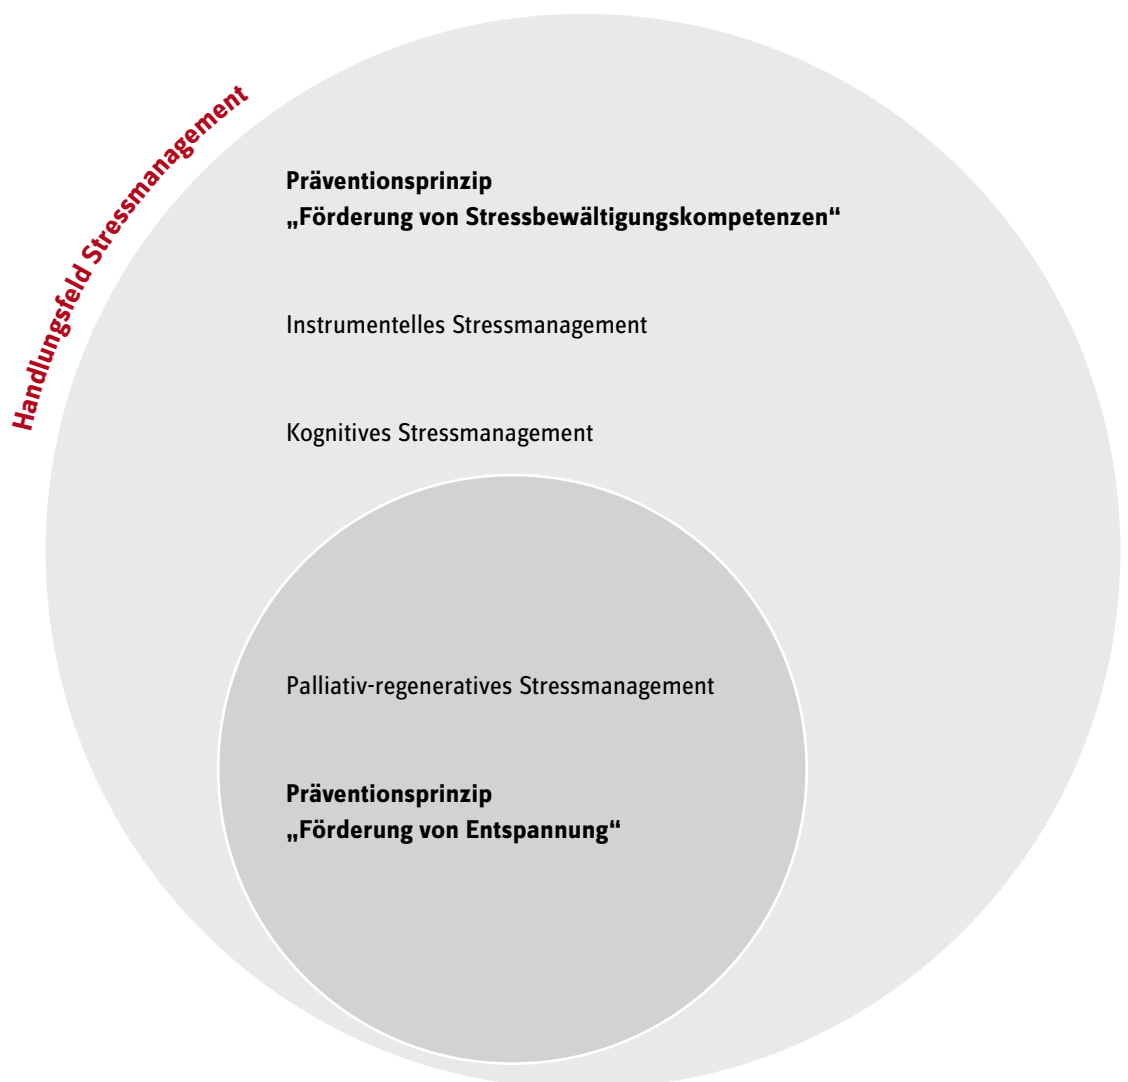 Handlungsfeld Stressmanagement
Präventionsprinzip
„Förderung von Stressbewältigungskompetenzen“
Instrumentelles Stressmanagement
Kognitives Stressmanagement
Palliativ-regeneratives Stressmanagement
Präventionsprinzip
„Förderung von Entspannung“